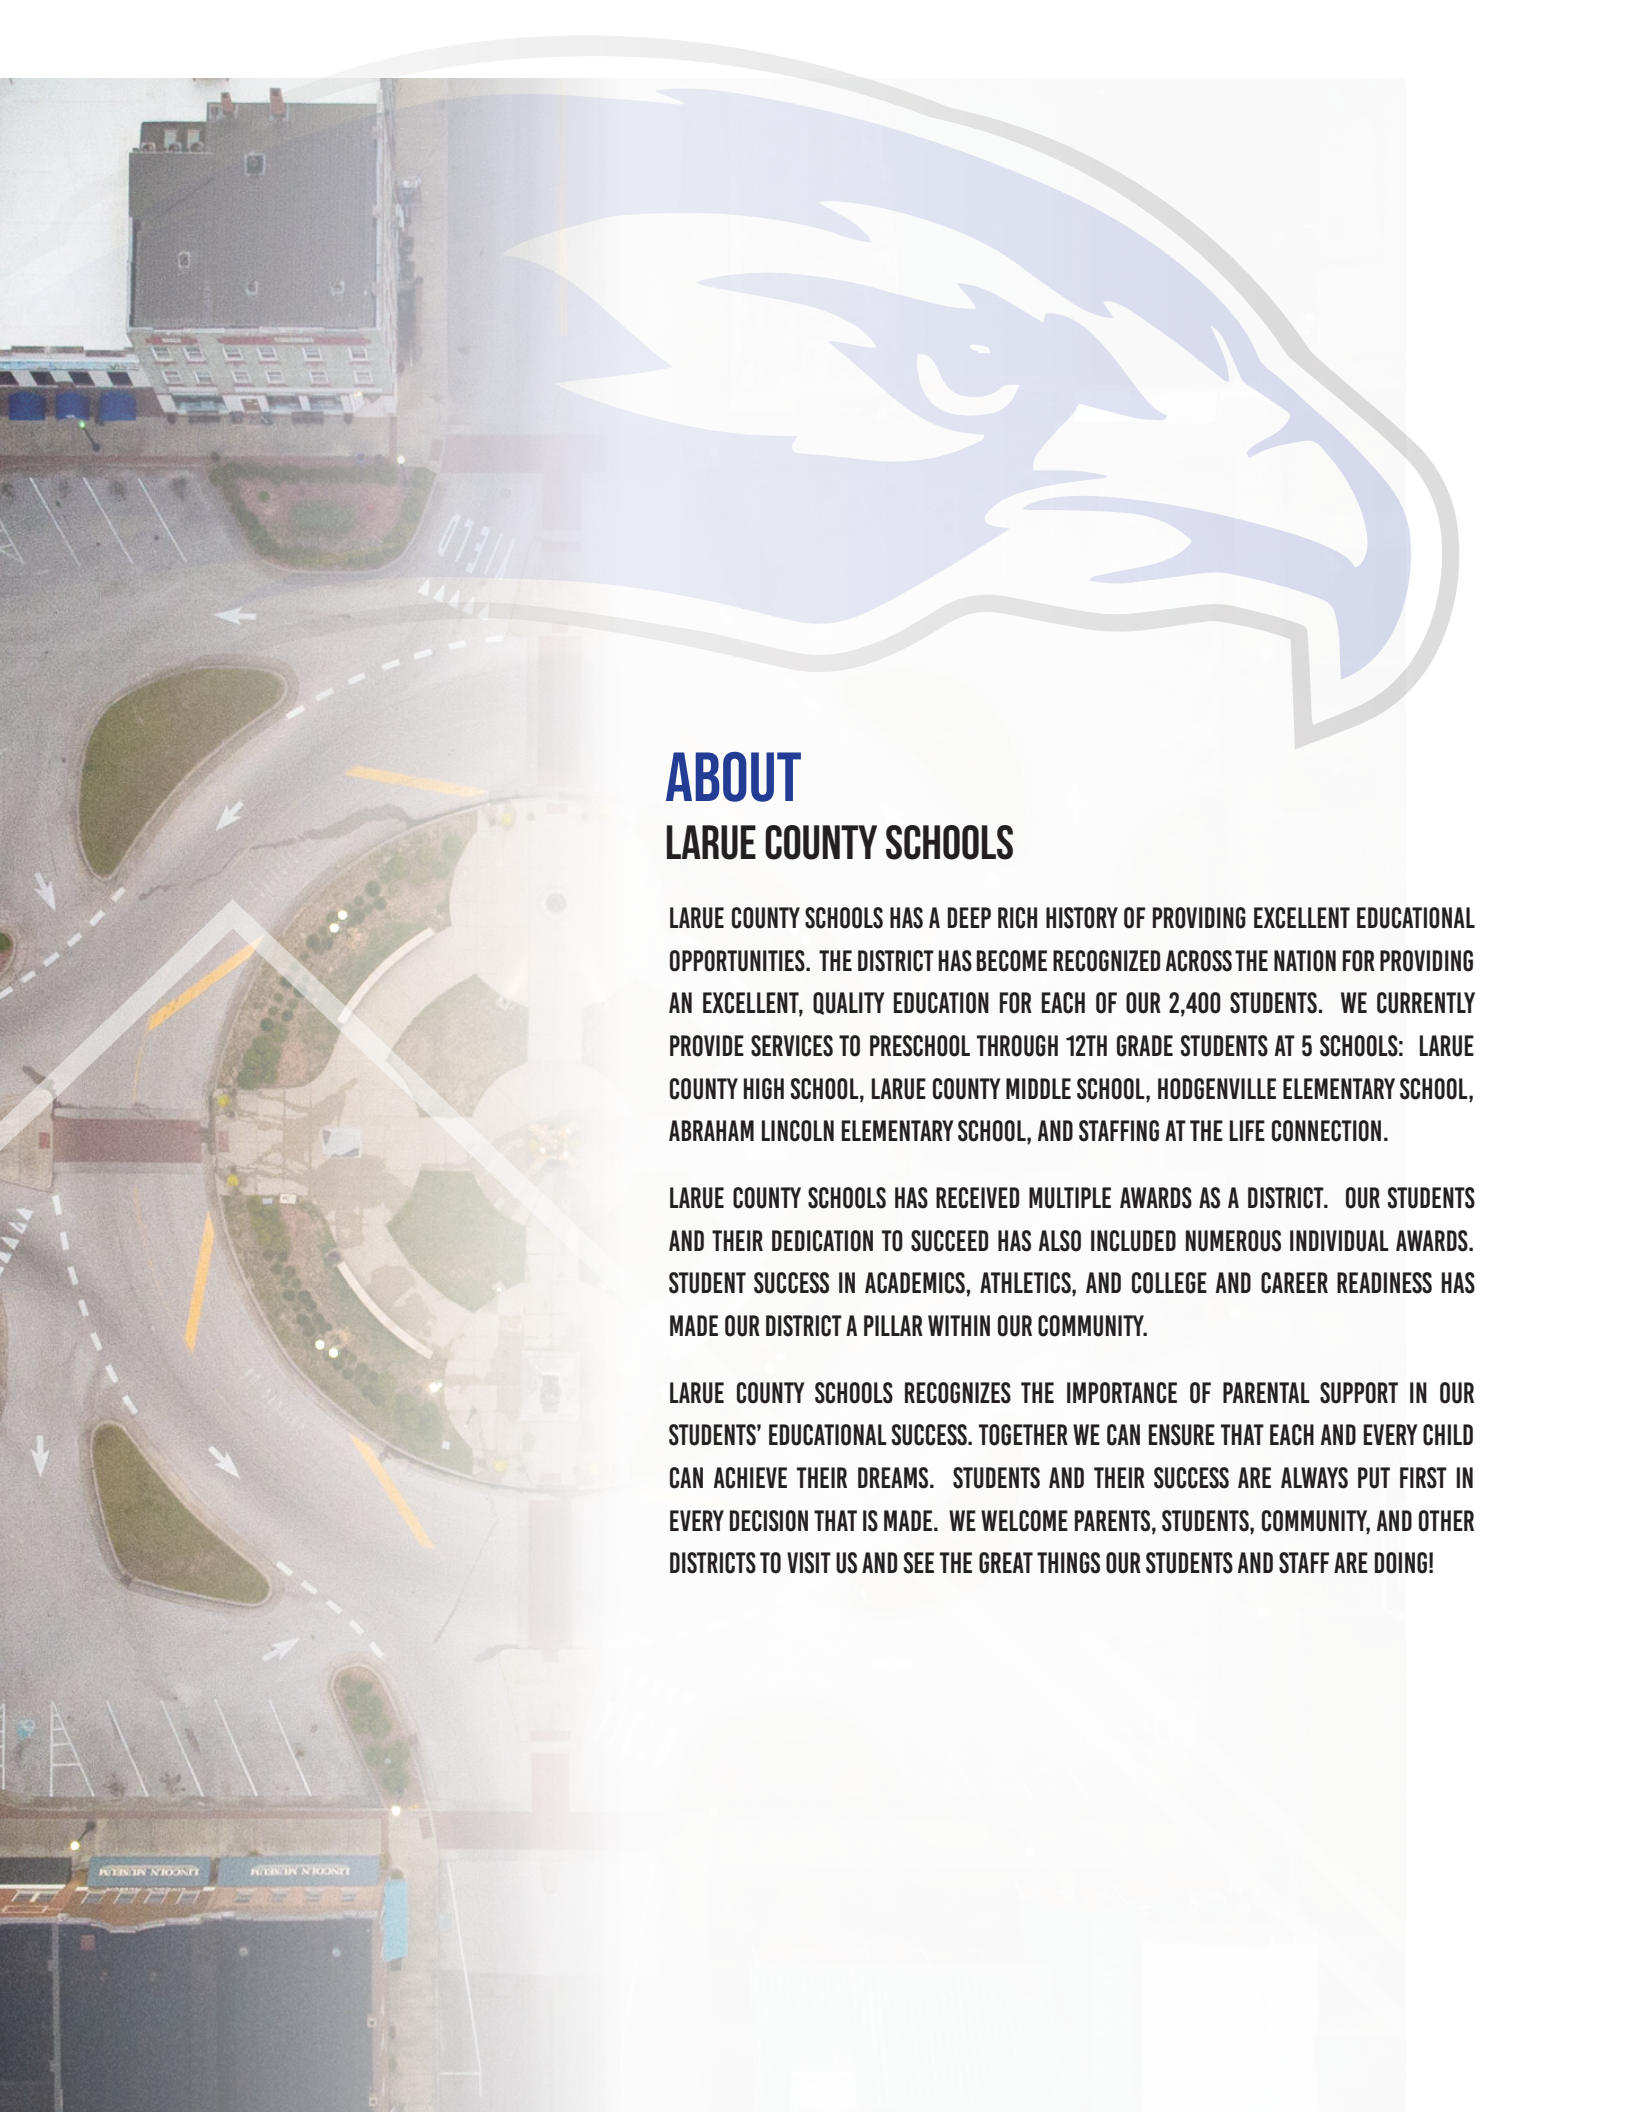 ABOUT
LARUE COUNTY SCHOOLS
LARUE COUNTY SCHOOLS HAS A DEEP RICH HISTORY OF PROVIDING EXCELLENT EDUCATIONAL
OPPORTUNITIES. THE DISTRICT HAS BECOME RECOGNIZED ACROSS THE NATION FOR PROVIDING
AN EXCELLENT, QUALITY EDUCATION FOR EACH OF OUR 2,400 STUDENTS. WE CURRENTLY
PROVIDE SERVICES TO PRESCHOOL THROUGH 12TH GRADE STUDENTS AT 5 SCHOOLS: LARUE
COUNTY HIGH SCHOOL, LARUE COUNTY MIDDLE SCHOOL, HODGENVILLE ELEMENTARY SCHOOL,
ABRAHAM LINCOLN ELEMENTARY SCHOOL, AND STAFFING AT THE LIFE CONNECTION.
LARUE COUNTY SCHOOLS HAS RECEIVED MULTIPLE AWARDS AS A DISTRICT. OUR STUDENTS
AND THEIR DEDICATION TO SUCCEED HAS ALSO INCLUDED NUMEROUS INDIVIDUAL AWARDS.
STUDENT SUCCESS IN ACADEMICS, ATHLETICS, AND COLLEGE AND CAREER READINESS HAS
MADE OUR DISTRICT A PILLAR WITHIN OUR COMMUNITY.
LARUE COUNTY SCHOOLS RECOGNIZES THE IMPORTANCE OF PARENTAL SUPPORT IN OUR
STUDENTS' EDUCATIONAL SUCCESS. TOGETHER WE CAN ENSURE THAT EACH AND EVERY CHILD
CAN ACHIEVE THEIR DREAMS. STUDENTS AND THEIR SUCCESS ARE ALWAYS PUT FIRST IN
EVERY DECISION THAT IS MADE. WE WELCOME PARENTS, STUDENTS, COMMUNITY, AND OTHER
DISTRICTS TO VISIT US AND SEE THE GREAT THINGS OUR STUDENTS AND STAFF ARE DOING!
YIELD
LINCOLN MUSEUM
LINCOLN MUSEUM